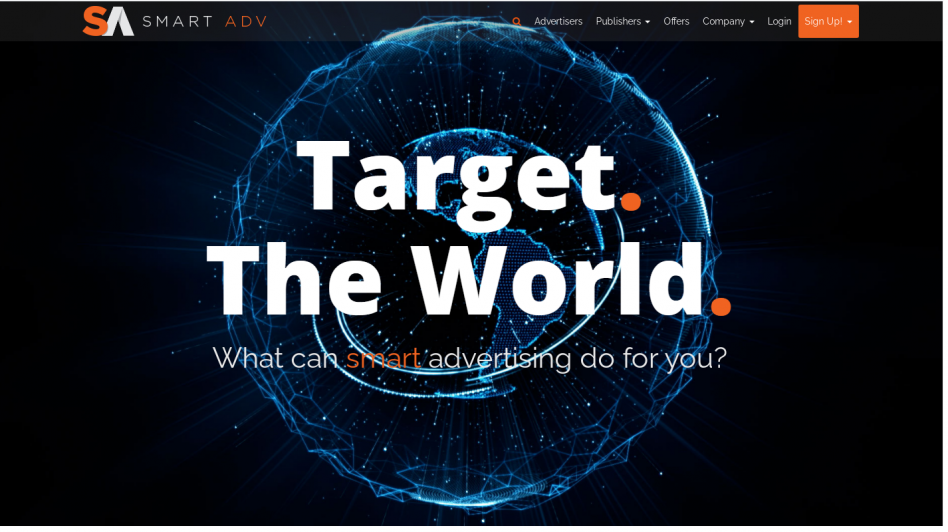 SA SMART ADV
Advertisers Publishers Offers Company Login Sign Up!
Target.
The World.
What can smart advertising do for you?